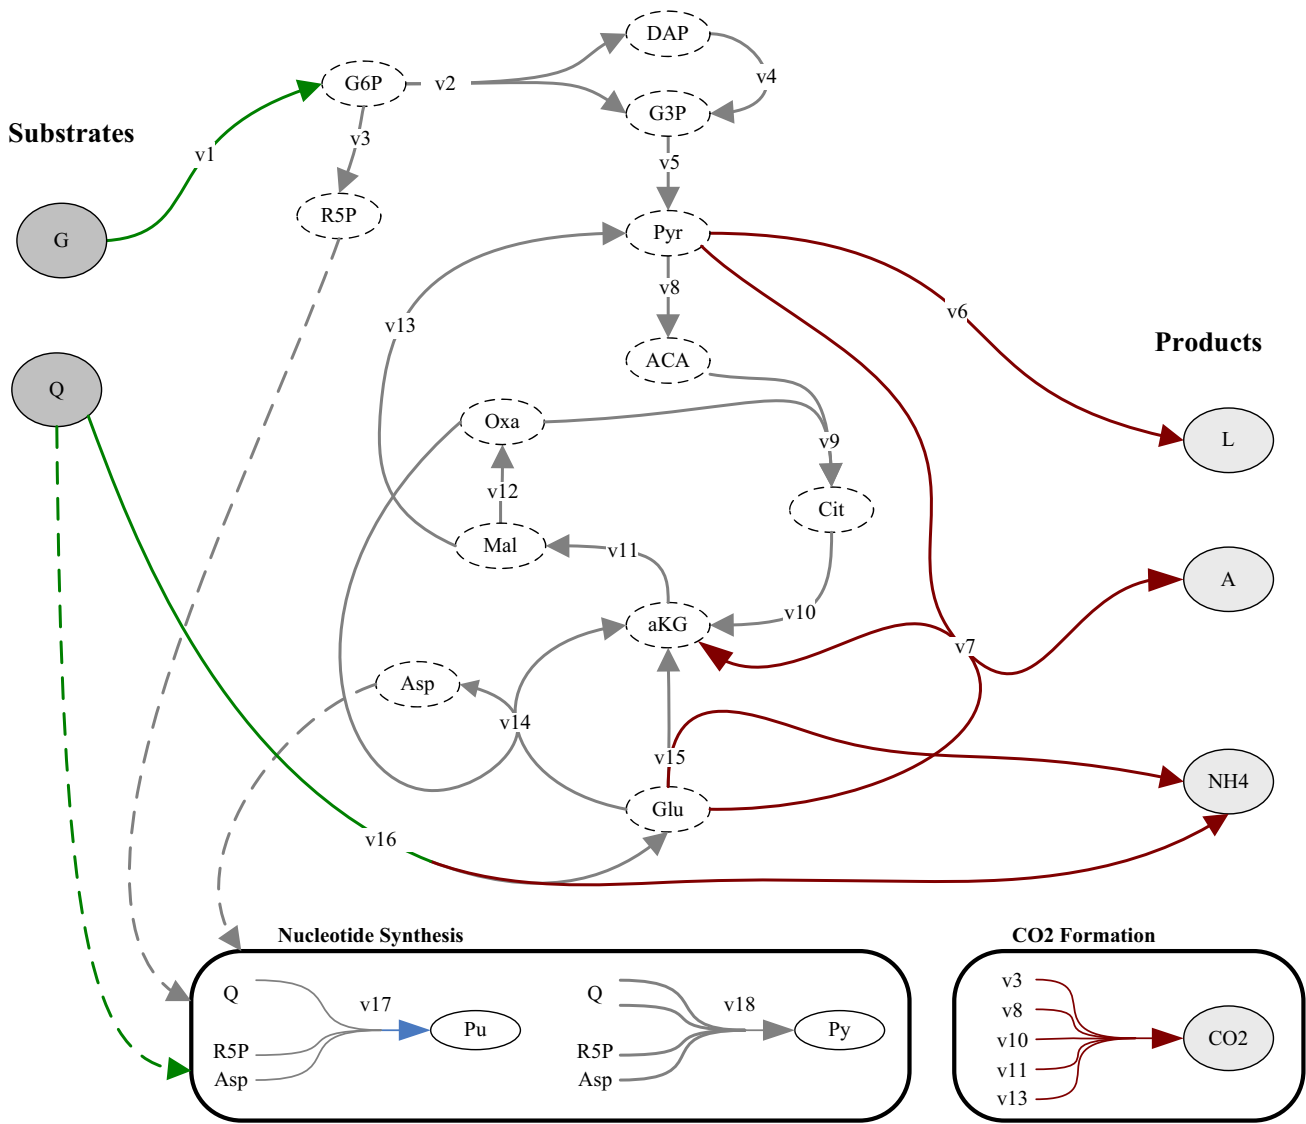 DAP
G6P
v2
v4
G3P
Substrates
v3
v1
v5
R5P
G
Pyr
v8
v6
v13
Products
ACA
Q
Oxa
v9
L
v12
Cit
Mal
v11
A
v10
aKG
v7
Asp
v14
v15
NH4
Glu
v16
Nucleotide Synthesis
CO2 Formation
Q
v17
Pu
R5P
Asp
Q
v18
Py
R5P
Asp
v3
v8
v10
v11
v13
CO2